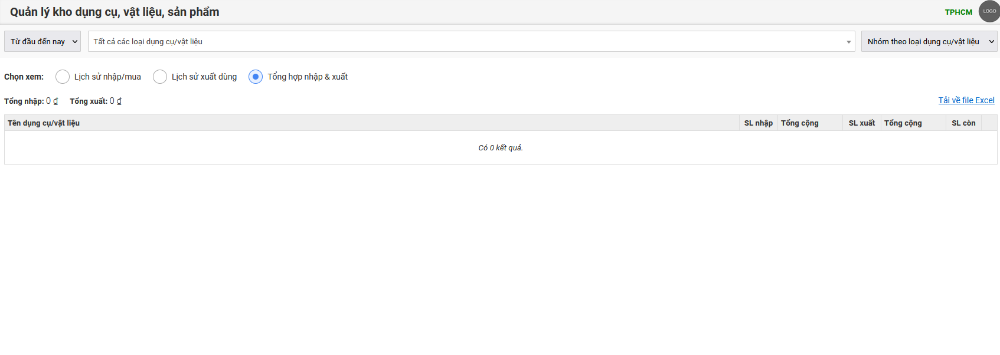 Quản lý kho dụng cụ, vật liệu, sản phẩm
TPHCM
LOGO
Từ đầu đến nay
Tất cả các loại dụng cụ/vật liệu
Nhóm theo loại dụng cụ/vật liệu
Chọn xem: Lịch sử nhập/mua Lịch sử xuất dùng Tổng hợp nhập & xuất
Tổng nhập: 0 ₫ Tổng xuất: 0 ₫
Tải về file Excel
Tên dụng cụ/vật liệu SL nhập Tổng cộng SL xuất Tổng cộng SL còn
Có 0 kết quả.